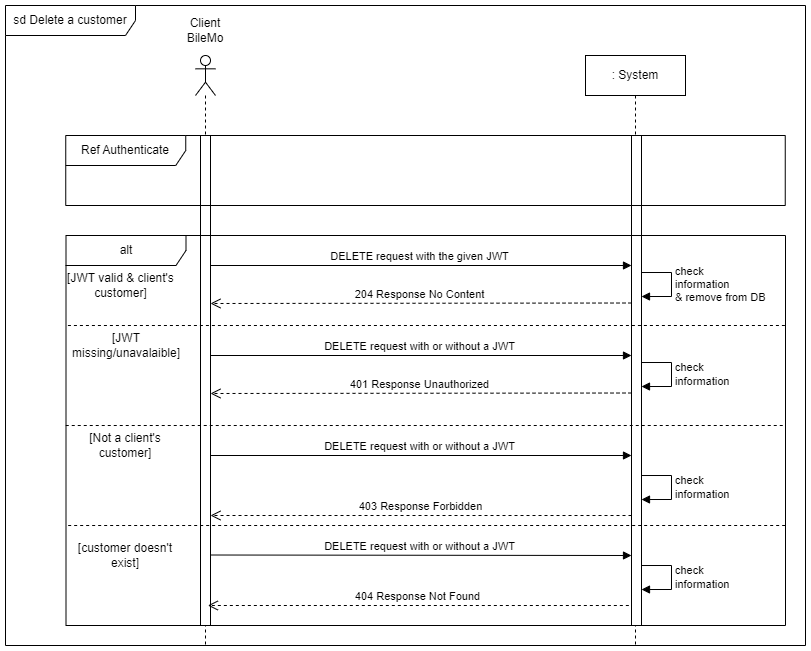 sd Delete a customer
Client
BileMo
: System
Ref Authenticate
alt
[JWT valid & client's
customer]
DELETE request with the given JWT
check
information
& remove from DB
204 Response No Content
[JWT
missing/unavalaible]
DELETE request with or without a JWT
check
information
401 Response Unauthorized
[Not a client's
customer]
DELETE request with or without a JWT
check
information
403 Response Forbidden
[customer doesn't
exist]
DELETE request with or without a JWT
check
information
404 Response Not Found